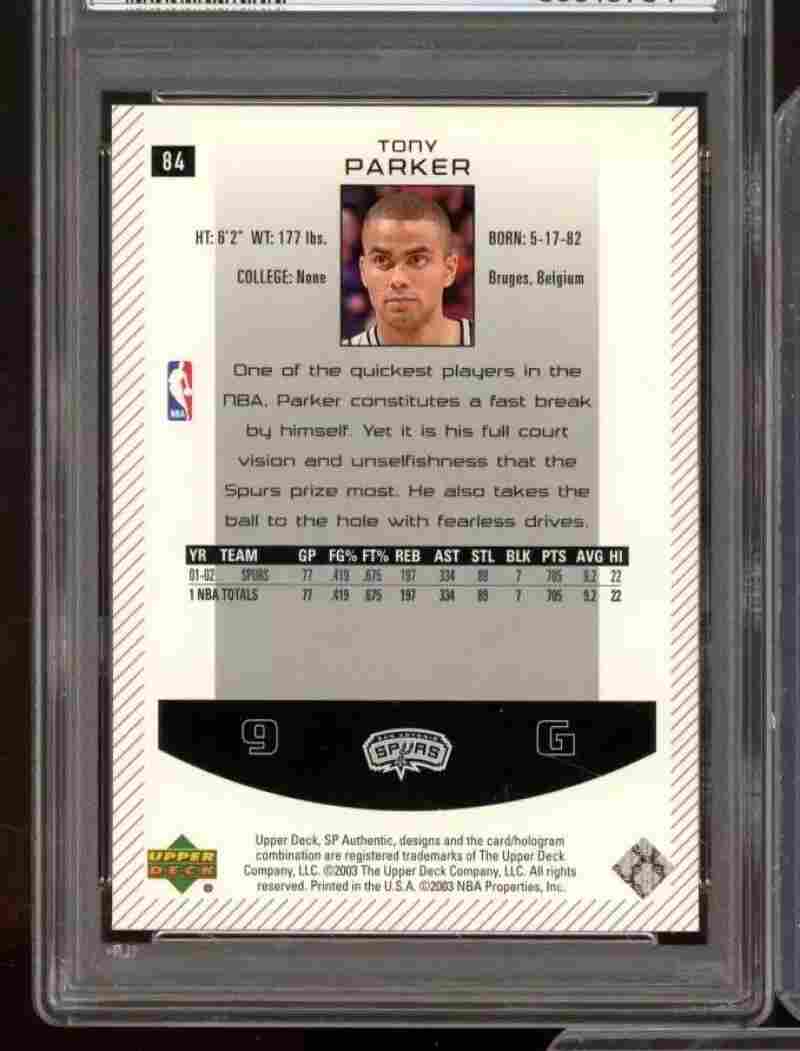 84
TONY
PARKER
HT: 6'2" WT: 177 lbs.
BORN: 5-17-82
COLLEGE: None
Bruges, Belgium
NBA
One of the quickest players in the
NBA, Parker constitutes a fast break
by himself. Yet it is his full court
vision and unselfishness that the
Spurs prize most. He also takes the
ball to the hole with fearless drives.
YR TEAM GP FG% FT% REB AST STL BLK PTS AVG HI
01-02 SPURS 77 .419 .675 197 334 89 7 705 9.2 22
1 NBA TOTALS 77 .419 .675 197 334 89 7 705 9.2 22
9
SAN ANTONIO
SPURS
G
UPPER
DECK
Upper Deck, SP Authentic, designs and the card/hologram
combination are registered trademarks of The Upper Deck
Company, LLC. ©2003 The Upper Deck Company, LLC. All rights
reserved. Printed in the U.S.A. ©2003 NBA Properties, Inc.